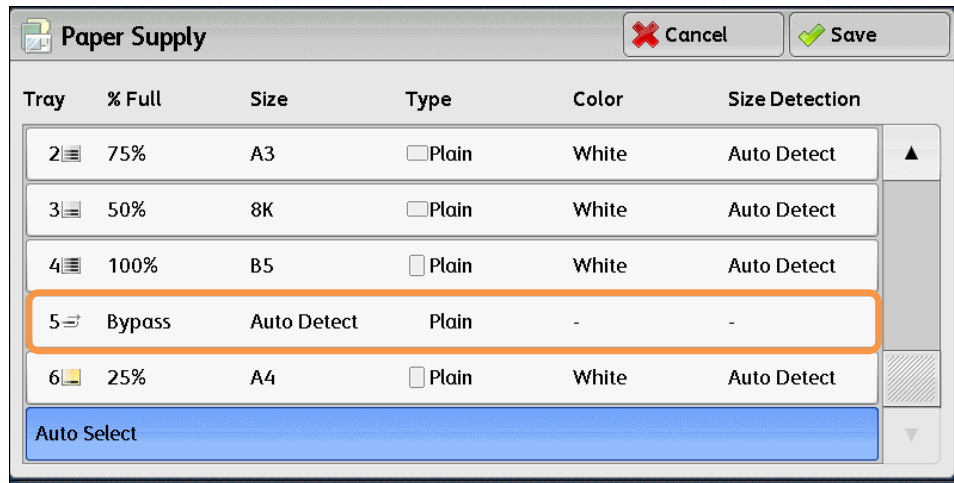 Paper Supply Cancel Save
Tray % Full Size Type Color Size Detection
2 75% A3 Plain White Auto Detect
3 50% 8K Plain White Auto Detect
4 100% B5 Plain White Auto Detect
5 Bypass Auto Detect Plain - -
6 25% A4 Plain White Auto Detect
Auto Select